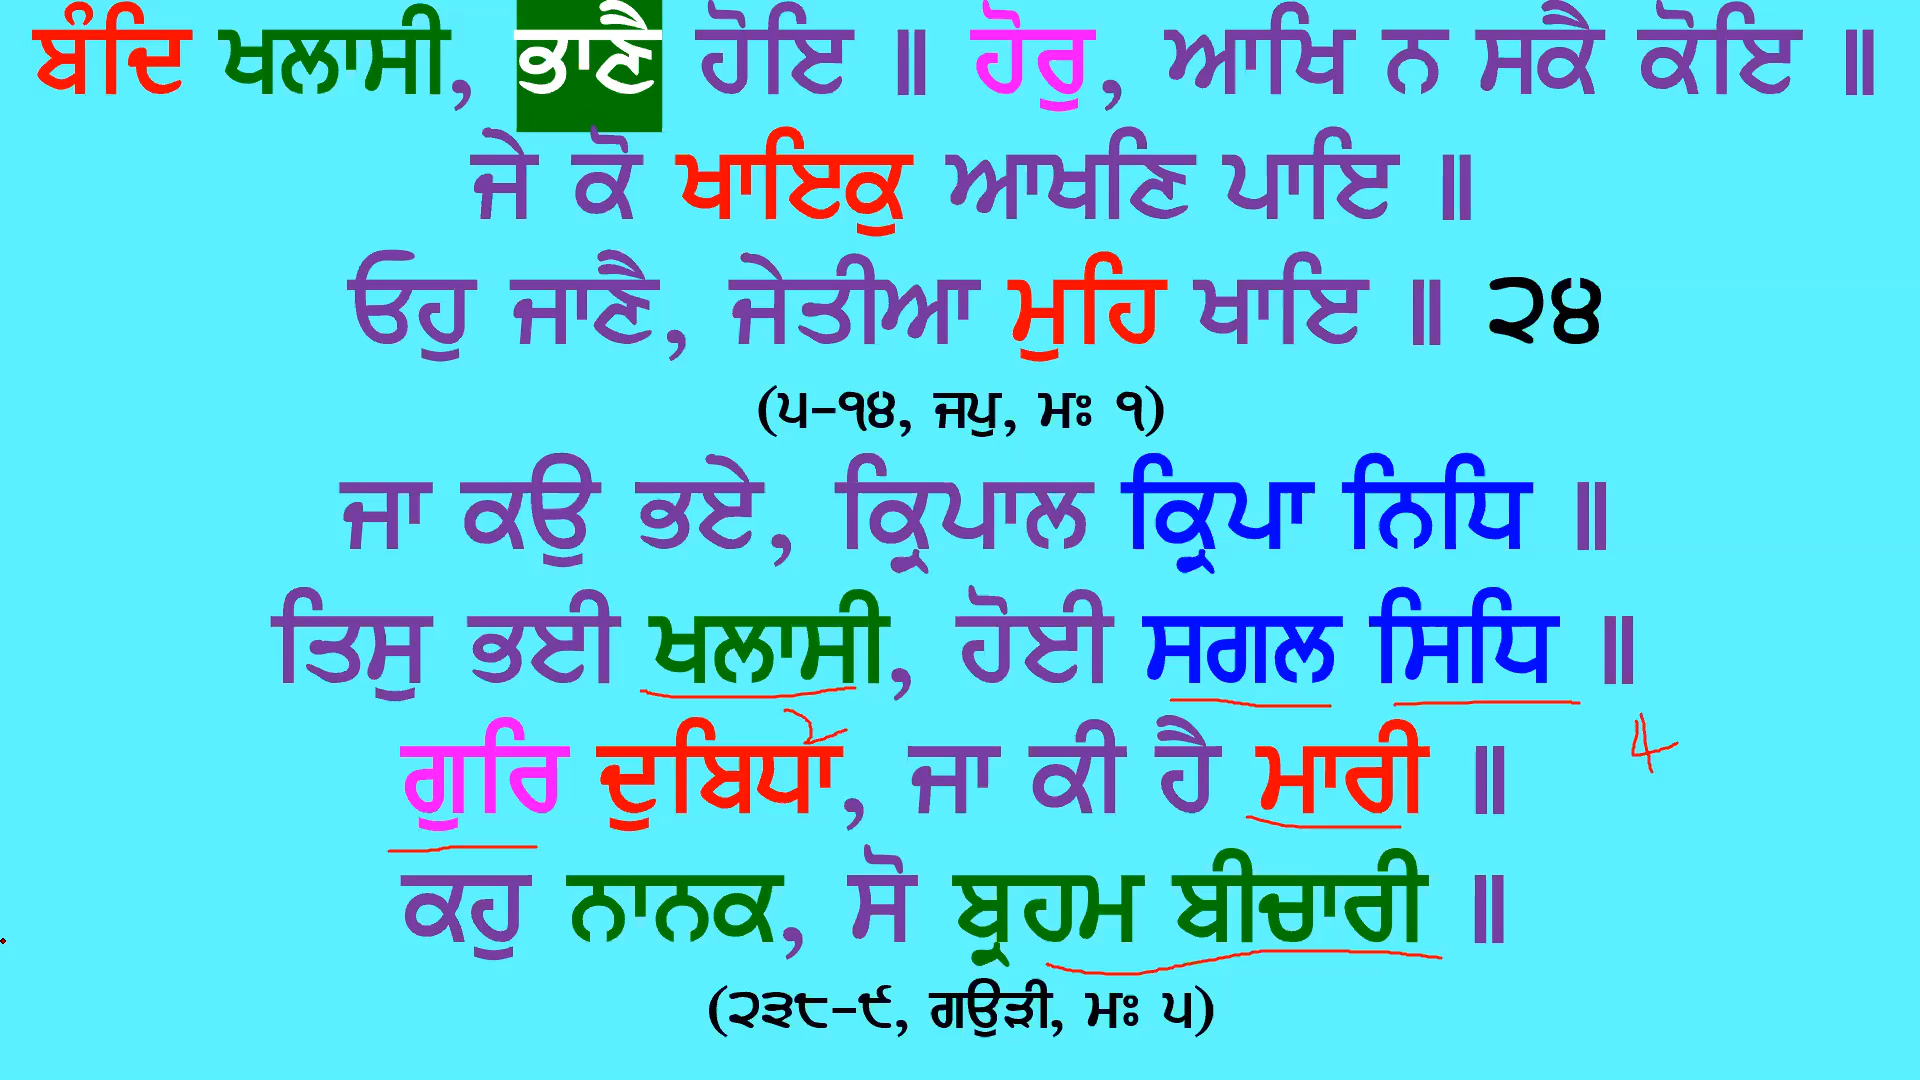 ਬੰਦਿ ਖਲਾਸੀ, ਭਾਣੈ ਹੋਇ ॥ ਹੋਰੁ, ਆਖਿ ਨ ਸਕੈ ਕੋਇ ॥
ਜੇ ਕੋ ਖਾਇਕੁ ਆਖਣਿ ਪਾਇ ॥
ਓਹੁ ਜਾਣੈ, ਜੇਤੀਆ ਮੁਹਿ ਖਾਇ ॥ ੨੪
(੫-੧੪, ਜਪੁ, ਮਃ ੧)
ਜਾ ਕਉ ਭਏ, ਕ੍ਰਿਪਾਲ ਕ੍ਰਿਪਾ ਨਿਧਿ ॥
ਤਿਸੁ ਭਈ ਖਲਾਸੀ, ਹੋਈ ਸਗਲ ਸਿਧਿ ॥
ਗੁਰਿ ਦੁਬਿਧਾ, ਜਾ ਕੀ ਹੈ ਮਾਰੀ ॥ 4
ਕਹੁ ਨਾਨਕ, ਸੋ ਬ੍ਰਹਮ ਬੀਚਾਰੀ ॥
(੨੩੮-੯, ਗਉੜੀ, ਮਃ ੫)